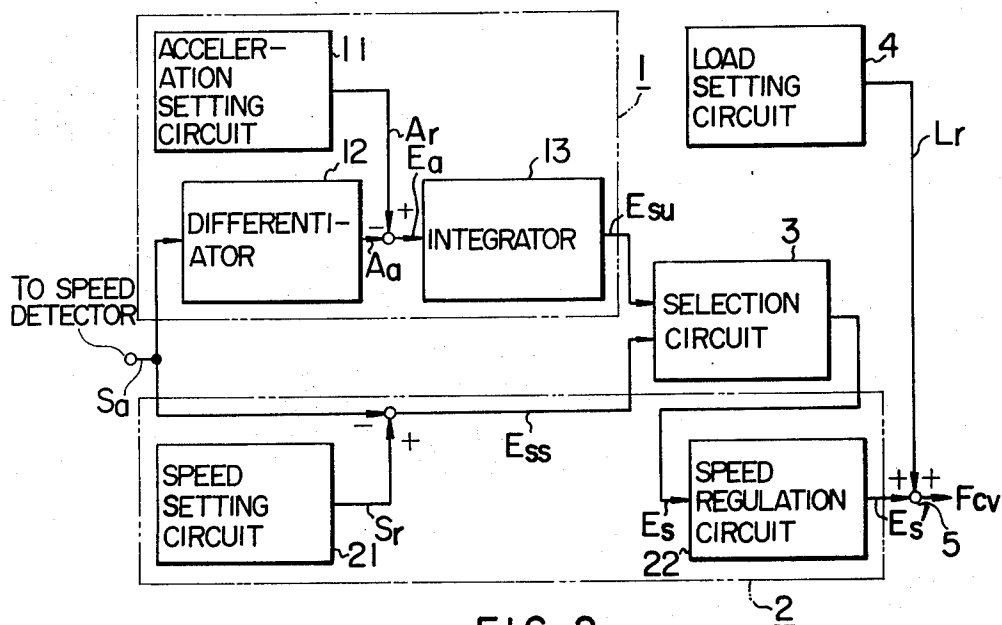 ACCELER-
ATION
SETTING
CIRCUIT
11
1
LOAD
SETTING
CIRCUIT
4
Ar
Lr
12
Ea
13
DIFFERENTI-
ATOR
−
+
Aa
INTEGRATOR
Esu
3
TO SPEED
DETECTOR
SELECTION
CIRCUIT
Sa
−
+
Ess
SPEED
SETTING
CIRCUIT
Sr
21
SPEED
REGULATION
CIRCUIT
Es
22
+
+
Es
Fcv
5
2